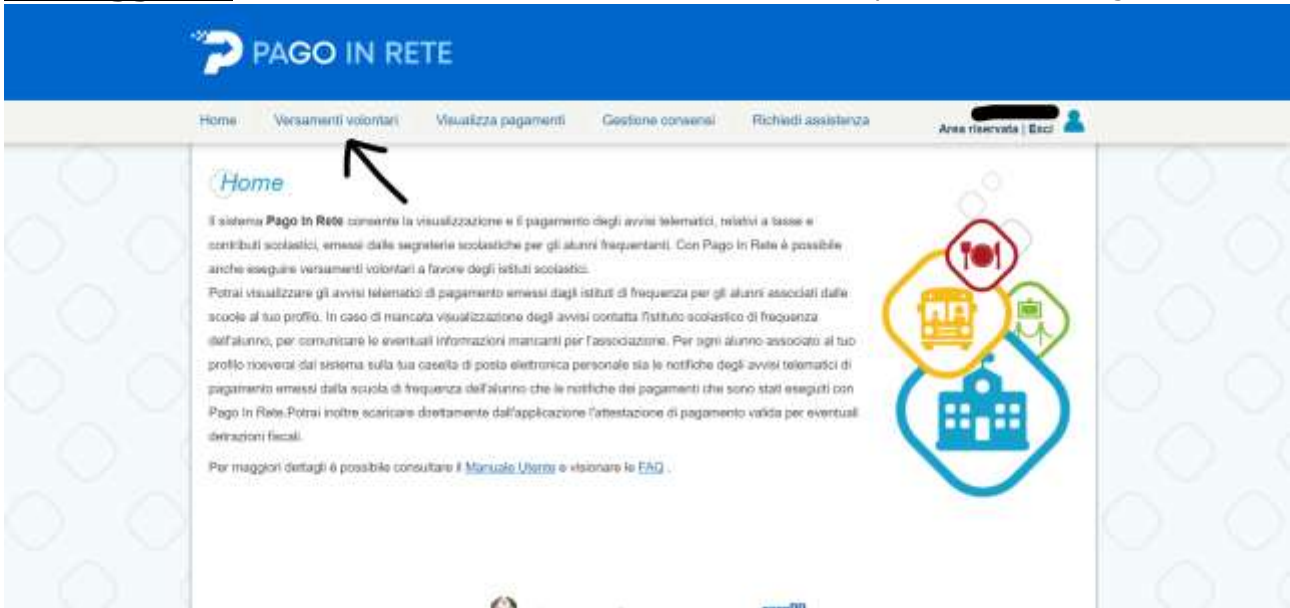 PAGO IN RETE
Home Versamenti volontari Visualizza pagamenti Gestione consensi Richiedi assistenza
Area riservata | Esci
Home
Il sistema Pago In Rete consente la visualizzazione e il pagamento degli avvisi telematici, relativi a tasse e
contributi scolastici, emessi dalle segreterie scolastiche per gli alunni frequentanti. Con Pago In Rete è possibile
anche eseguire versamenti volontari a favore degli istituti scolastici.
Potrai visualizzare gli avvisi telematici di pagamento emessi dagli istituti di frequenza per gli alunni associati dalle
scuole al tuo profilo. In caso di mancata visualizzazione degli avvisi contatta l'istituto scolastico di frequenza
dell'alunno, per comunicare le eventuali informazioni mancanti per l'associazione. Per ogni alunno associato al tuo
profilo riceverai dal sistema sulla tua casella di posta elettronica personale sia le notifiche degli avvisi telematici di
pagamento emessi dalla scuola di frequenza dell'alunno che le notifiche dei pagamenti che sono stati eseguiti con
Pago In Rete.Potrai inoltre scaricare direttamente dall'applicazione l'attestazione di pagamento valida per eventuali
detrazioni fiscali.
Per maggiori dettagli è possibile consultare il Manuale Utente o visionare le FAQ .